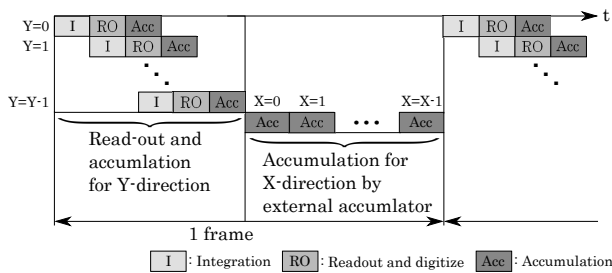 t
Y=0 I RO Acc I RO Acc
Y=1 I RO Acc I RO Acc
Y=Y-1 I RO Acc X=0 X=1 X=X-1
Acc Acc Acc
Read-out and
accumlation
for Y-direction
Accumulation for
X-direction by
external accumlator
1 frame
I : Integration RO : Readout and digitize Acc : Accumulation